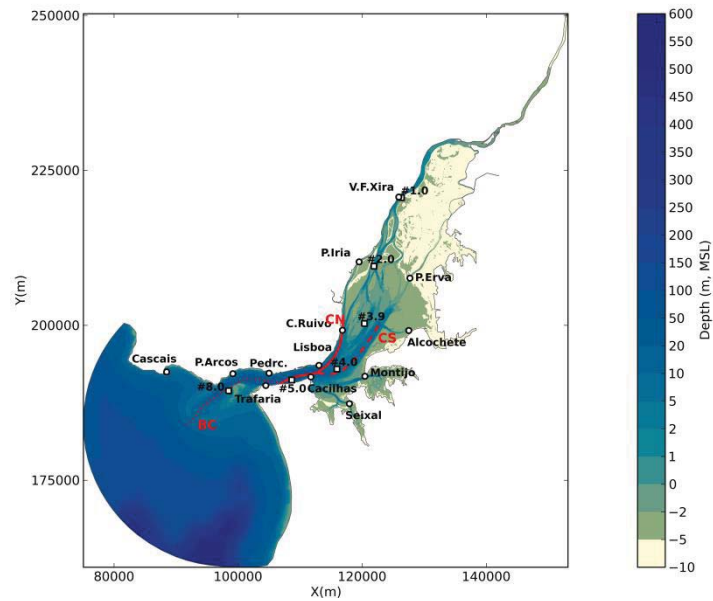 250000
225000
200000
175000
Y(m)
80000
100000
120000
140000
X(m)
V.F.Xira
#1.0
P.Iria
#2.0
P.Erva
CN
#3.9
C.Ruivo
CS
Alcochete
Lisboa
Cascais
P.Arcos
Pedrc.
#4.0
Montijo
#8.0
#5.0
Cacilhas
Trafaria
Seixal
BC
600
500
450
400
350
300
250
200
150
100
50
20
10
5
2
1
0
−2
−5
−10
Depth (m, MSL)